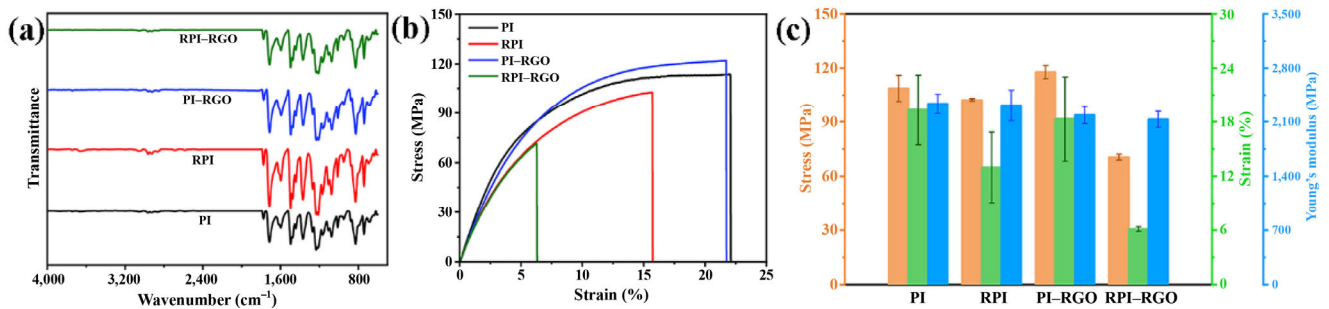 (a)
RPI–RGO
PI–RGO
RPI
PI
Transmittance
4,000 3,200 2,400 1,600 800
Wavenumber (cm⁻¹)
(b)
PI
RPI
PI–RGO
RPI–RGO
150
120
90
60
30
0
Stress (MPa)
0 5 10 15 20 25
Strain (%)
(c)
150
120
90
60
30
0
Stress (MPa)
PI RPI PI–RGO RPI–RGO
30
24
18
12
6
0
Strain (%)
3,500
2,800
2,100
1,400
700
0
Young's modulus (MPa)